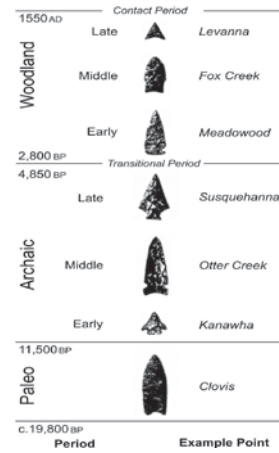 Contact Period
1550 AD
Late Levanna
Woodland
Middle Fox Creek
Early Meadowood
2,800 BP
Transitional Period
4,850 BP
Late Susquehanna
Archaic
Middle Otter Creek
Early Kanawha
11,500 BP
Paleo
Clovis
c.19,800 BP
Period Example Point